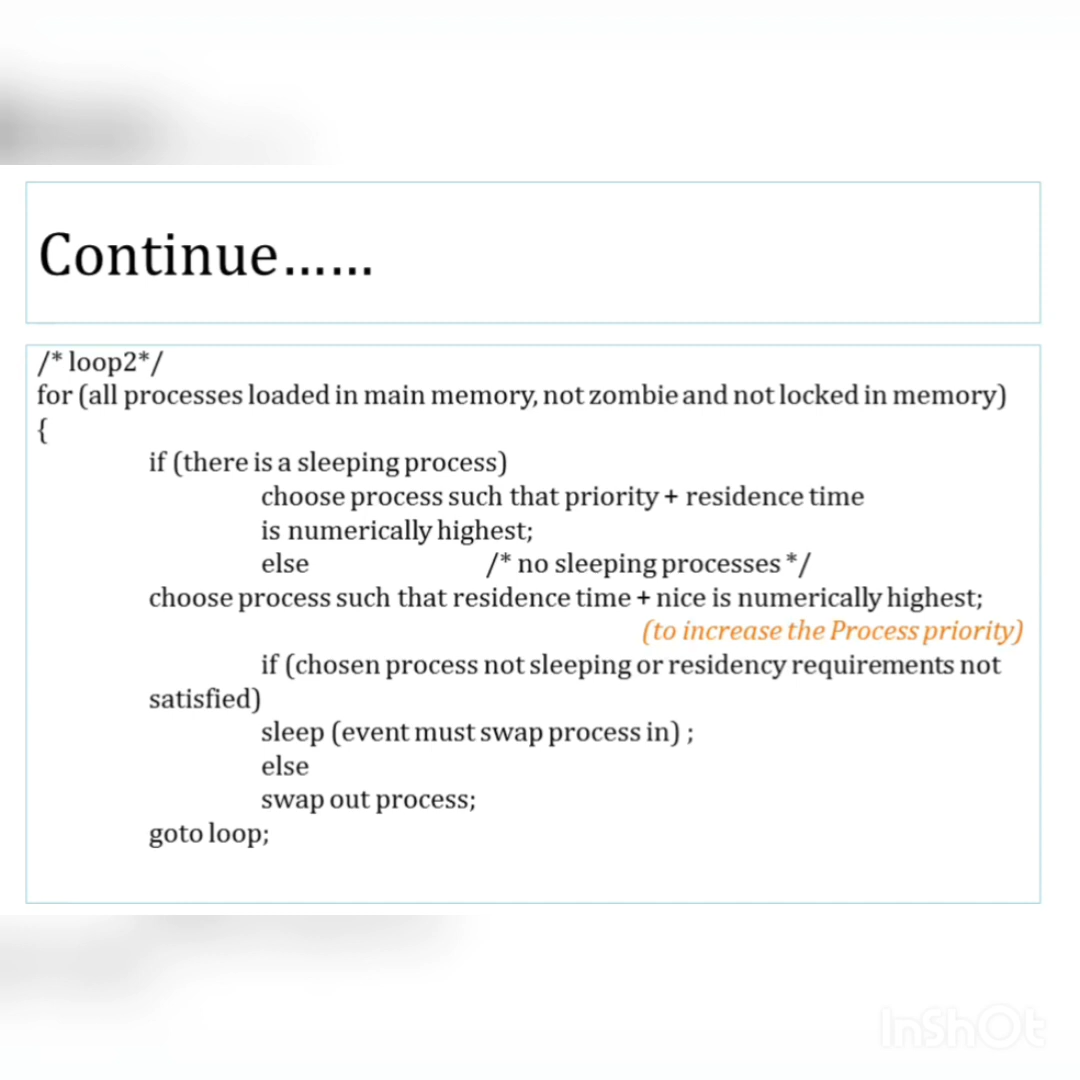 Continue......
/* loop2*/
for (all processes loaded in main memory, not zombie and not locked in memory)
{
if (there is a sleeping process)
choose process such that priority + residence time
is numerically highest;
else /* no sleeping processes */
choose process such that residence time + nice is numerically highest;
(to increase the Process priority)
if (chosen process not sleeping or residency requirements not
satisfied)
sleep (event must swap process in) ;
else
swap out process;
goto loop;
InShOt